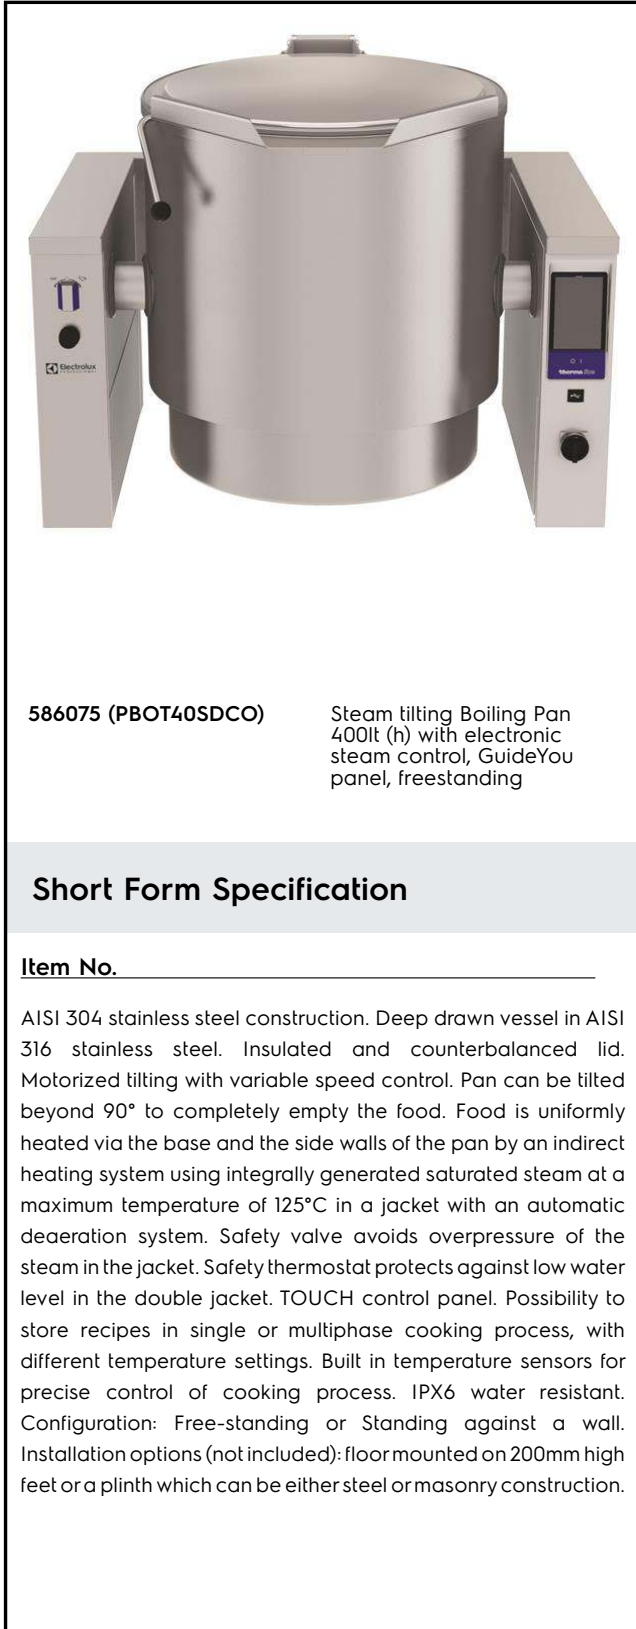 Electrolux
PROFESSIONAL
thermaline
586075 (PBOT40SDCO)
Steam tilting Boiling Pan
400lt (h) with electronic
steam control, GuideYou
panel, freestanding
Short Form Specification
Item No.
AISI 304 stainless steel construction. Deep drawn vessel in AISI
316 stainless steel. Insulated and counterbalanced lid.
Motorized tilting with variable speed control. Pan can be tilted
beyond 90° to completely empty the food. Food is uniformly
heated via the base and the side walls of the pan by an indirect
heating system using integrally generated saturated steam at a
maximum temperature of 125°C in a jacket with an automatic
deaeration system. Safety valve avoids overpressure of the
steam in the jacket. Safety thermostat protects against low water
level in the double jacket. TOUCH control panel. Possibility to
store recipes in single or multiphase cooking process, with
different temperature settings. Built in temperature sensors for
precise control of cooking process. IPX6 water resistant.
Configuration: Free-standing or Standing against a wall.
Installation options (not included): floor mounted on 200mm high
feet or a plinth which can be either steel or masonry construction.